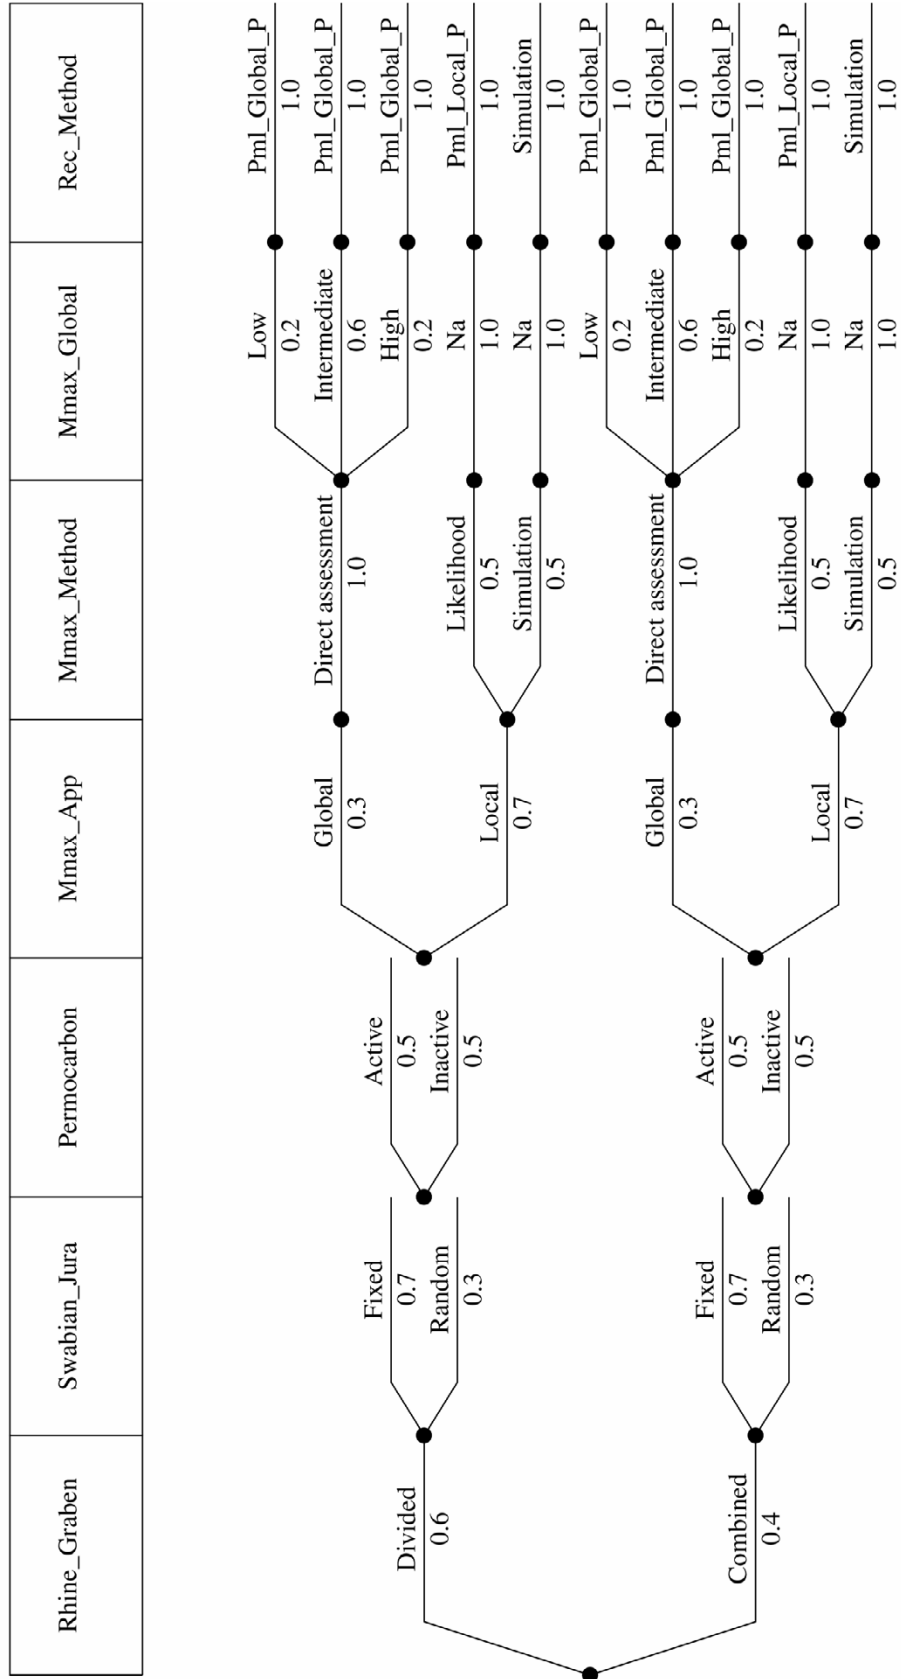 Rhine_Graben
Swabian_Jura
Permocarbon
Mmax_App
Mmax_Method
Mmax_Global
Rec_Method
Divided
0.6
Fixed
0.7
Random
0.3
Active
0.5
Inactive
0.5
Global
0.3
Direct assessment
1.0
Low
0.2
Pml_Global_P
1.0
Intermediate
0.6
Pml_Global_P
1.0
High
0.2
Pml_Global_P
1.0
Local
0.7
Likelihood
0.5
Na
1.0
Pml_Local_P
1.0
Simulation
0.5
Na
1.0
Simulation
1.0
Combined
0.4
Fixed
0.7
Random
0.3
Active
0.5
Inactive
0.5
Global
0.3
Direct assessment
1.0
Low
0.2
Pml_Global_P
1.0
Intermediate
0.6
Pml_Global_P
1.0
High
0.2
Pml_Global_P
1.0
Local
0.7
Likelihood
0.5
Na
1.0
Pml_Local_P
1.0
Simulation
0.5
Na
1.0
Simulation
1.0